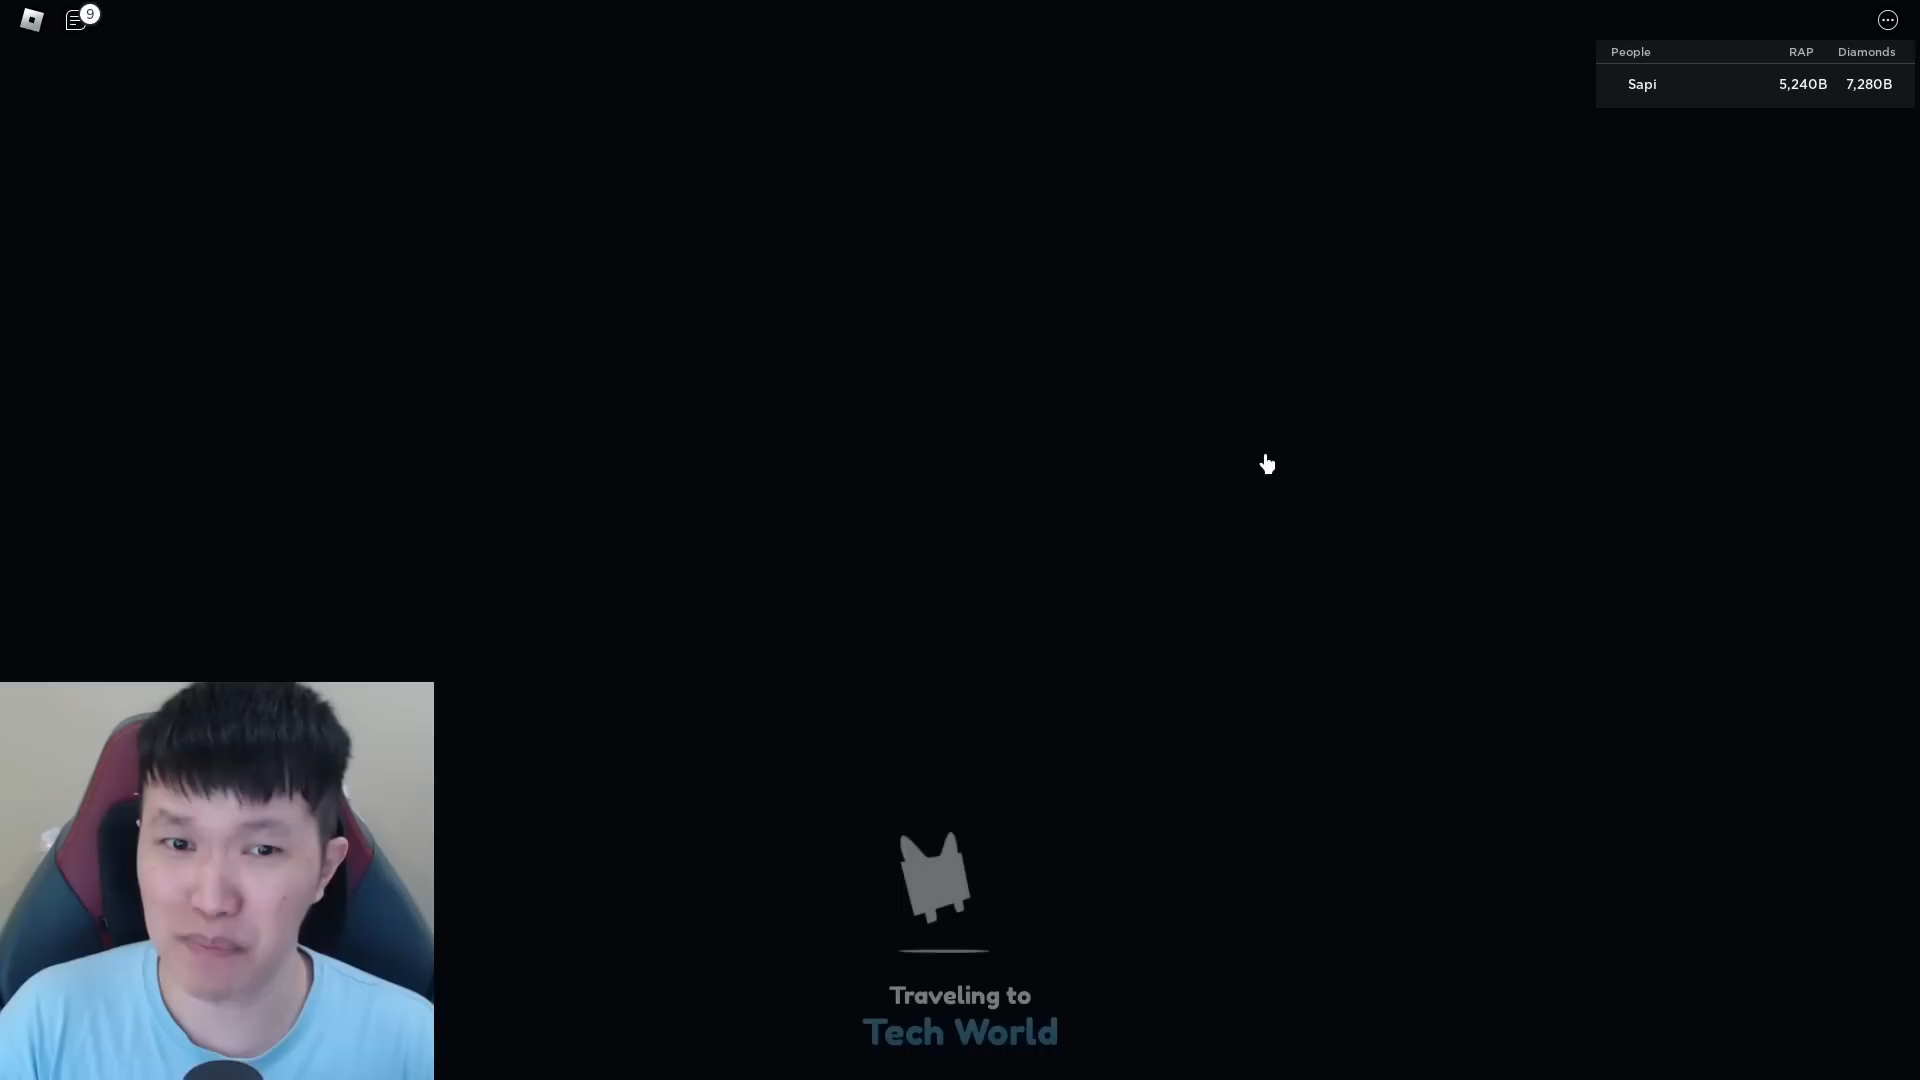 9
People RAP Diamonds
Sapi 5,240B 7,280B
Traveling to
Tech World